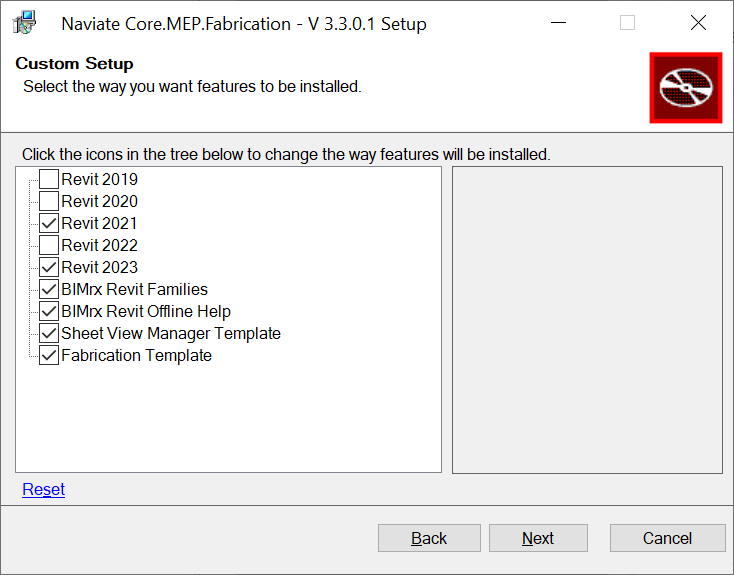 Naviate Core.MEP.Fabrication - V 3.3.0.1 Setup
Custom Setup
Select the way you want features to be installed.
Click the icons in the tree below to change the way features will be installed.
Revit 2019
Revit 2020
Revit 2021
Revit 2022
Revit 2023
BIMrx Revit Families
BIMrx Revit Offline Help
Sheet View Manager Template
Fabrication Template
Reset
Back
Next
Cancel